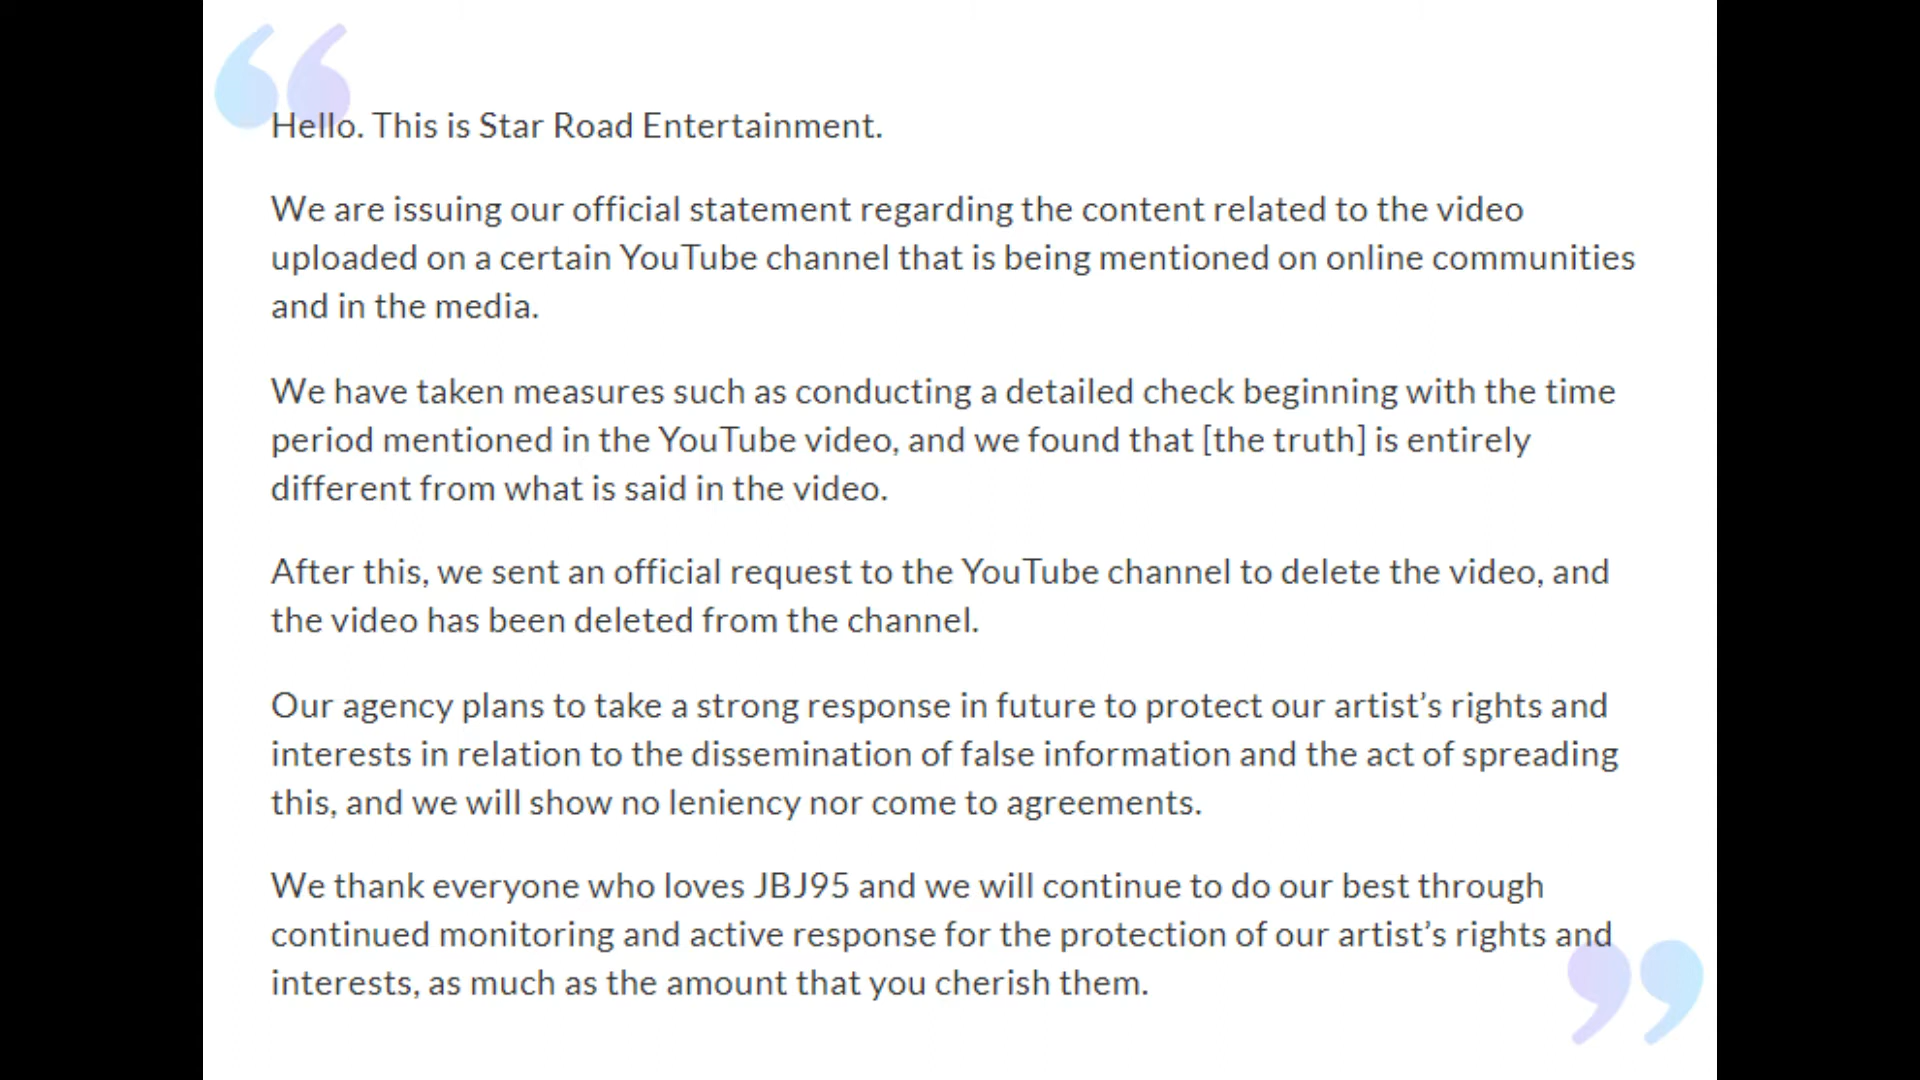 Hello. This is Star Road Entertainment.
We are issuing our official statement regarding the content related to the video
uploaded on a certain YouTube channel that is being mentioned on online communities
and in the media.
We have taken measures such as conducting a detailed check beginning with the time
period mentioned in the YouTube video, and we found that [the truth] is entirely
different from what is said in the video.
After this, we sent an official request to the YouTube channel to delete the video, and
the video has been deleted from the channel.
Our agency plans to take a strong response in future to protect our artist’s rights and
interests in relation to the dissemination of false information and the act of spreading
this, and we will show no leniency nor come to agreements.
We thank everyone who loves JBJ95 and we will continue to do our best through
continued monitoring and active response for the protection of our artist’s rights and
interests, as much as the amount that you cherish them.